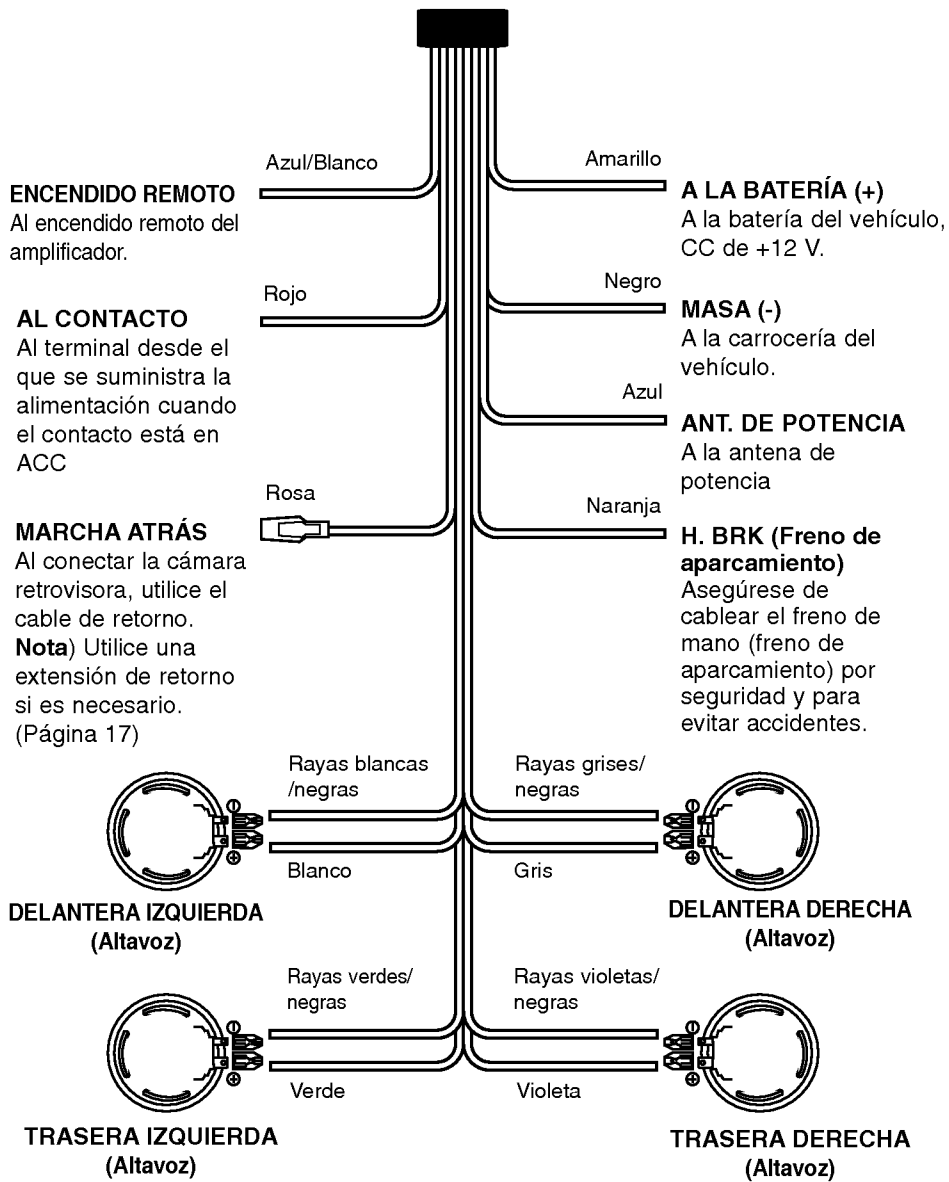 Azul/Blanco
ENCENDIDO REMOTO
Al encendido remoto del
amplificador.
Rojo
AL CONTACTO
Al terminal desde el
que se suministra la
alimentación cuando
el contacto está en
ACC
Rosa
MARCHA ATRÁS
Al conectar la cámara
retrovisora, utilice el
cable de retorno.
Nota) Utilice una
extensión de retorno
si es necesario.
(Página 17)
Amarillo
A LA BATERÍA (+)
A la batería del vehículo,
CC de +12 V.
Negro
MASA (-)
A la carrocería del
vehículo.
Azul
ANT. DE POTENCIA
A la antena de
potencia
Naranja
H. BRK (Freno de
aparcamiento)
Asegúrese de
cablear el freno de
mano (freno de
aparcamiento) por
seguridad y para
evitar accidentes.
Rayas blancas
/negras
Blanco
DELANTERA IZQUIERDA
(Altavoz)
Rayas grises/
negras
Gris
DELANTERA DERECHA
(Altavoz)
Rayas verdes/
negras
Verde
TRASERA IZQUIERDA
(Altavoz)
Rayas violetas/
negras
Violeta
TRASERA DERECHA
(Altavoz)